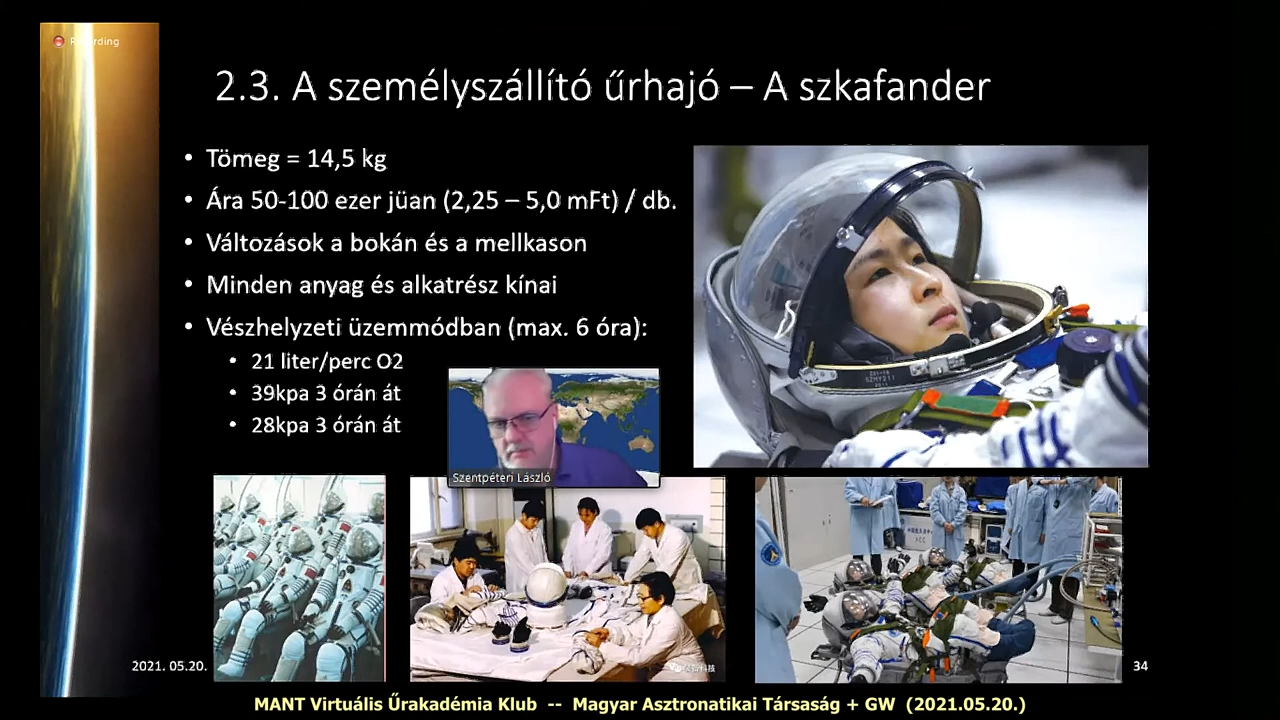 Recording
2.3. A személyszállító űrhajó – A szkafander
• Tömeg = 14,5 kg
• Ára 50-100 ezer jüan (2,25 – 5,0 mFt) / db.
• Változások a bokán és a mellkason
• Minden anyag és alkatrész kínai
• Vészhelyzeti üzemmódban (max. 6 óra):
• 21 liter/perc O2
• 39kpa 3 órán át
• 28kpa 3 órán át
Szentpéteri László
2021. 05.20.
34
MANT Virtuális Űrakadémia Klub -- Magyar Asztronatikai Társaság + GW (2021.05.20.)